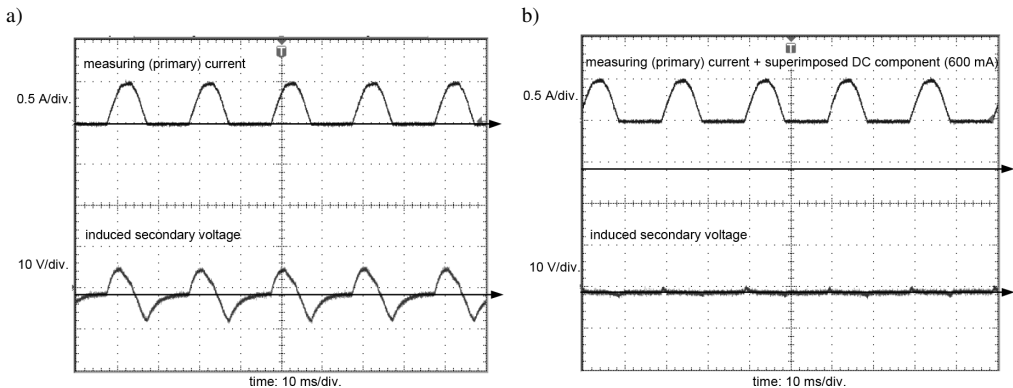 a)
T
measuring (primary) current
0.5 A/div.
induced secondary voltage
10 V/div.
time: 10 ms/div.
b)
T
measuring (primary) current + superimposed DC component (600 mA)
0.5 A/div.
induced secondary voltage
10 V/div.
time: 10 ms/div.